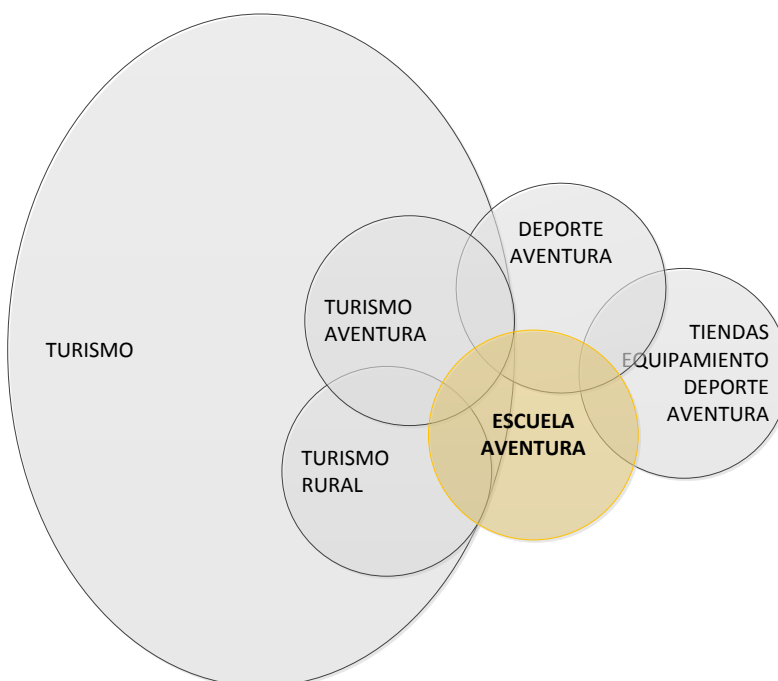 DEPORTE
AVENTURA
TURISMO
AVENTURA
TIENDAS
EQUIPAMIENTO
DEPORTE
AVENTURA
TURISMO
ESCUELA
AVENTURA
TURISMO
RURAL